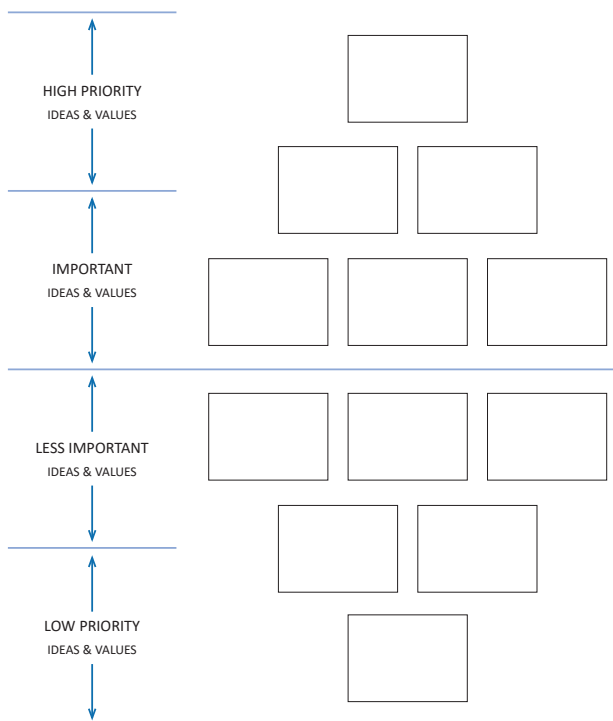 HIGH PRIORITY
IDEAS & VALUES
IMPORTANT
IDEAS & VALUES
LESS IMPORTANT
IDEAS & VALUES
LOW PRIORITY
IDEAS & VALUES